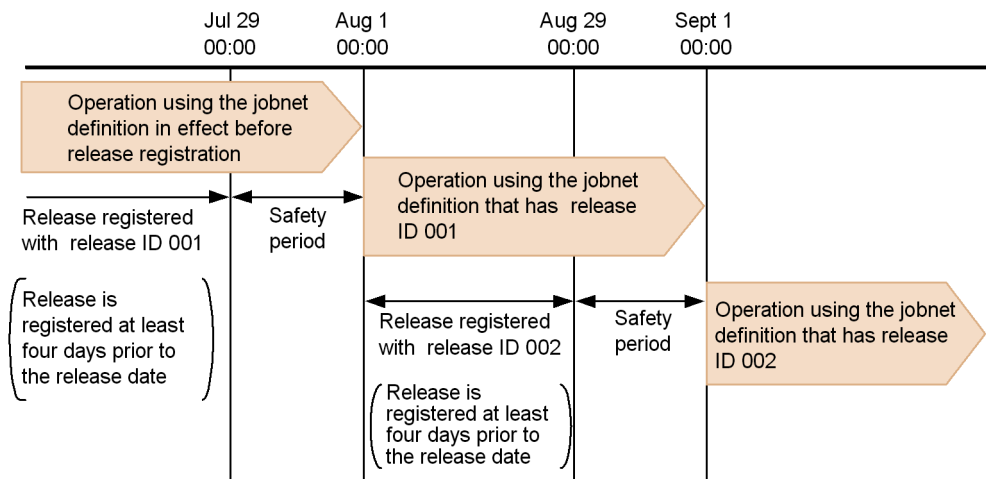 Jul 29
00:00
Aug 1
00:00
Aug 29
00:00
Sept 1
00:00
Operation using the jobnet
definition in effect before
release registration
Release registered
with release ID 001
Safety
period
Operation using the jobnet
definition that has release
ID 001
Release is
registered at least
four days prior to
the release date
Release registered
with release ID 002
Safety
period
Operation using the jobnet
definition that has release
ID 002
Release is
registered at least
four days prior to
the release date